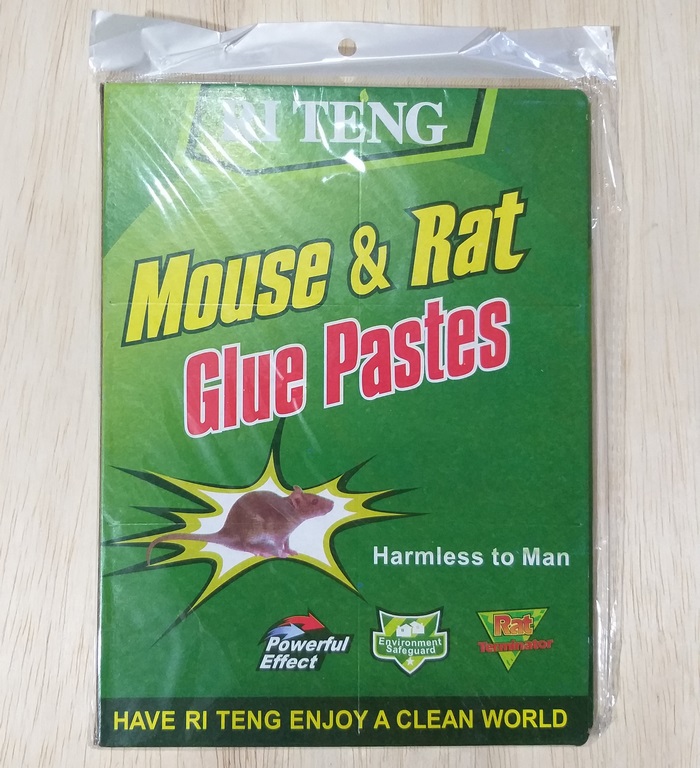 RI TENG
Mouse & Rat
Glue Pastes
Harmless to Man
Powerful
Effect
Environment
Safeguard
Rat
Terminator
HAVE RI TENG ENJOY A CLEAN WORLD